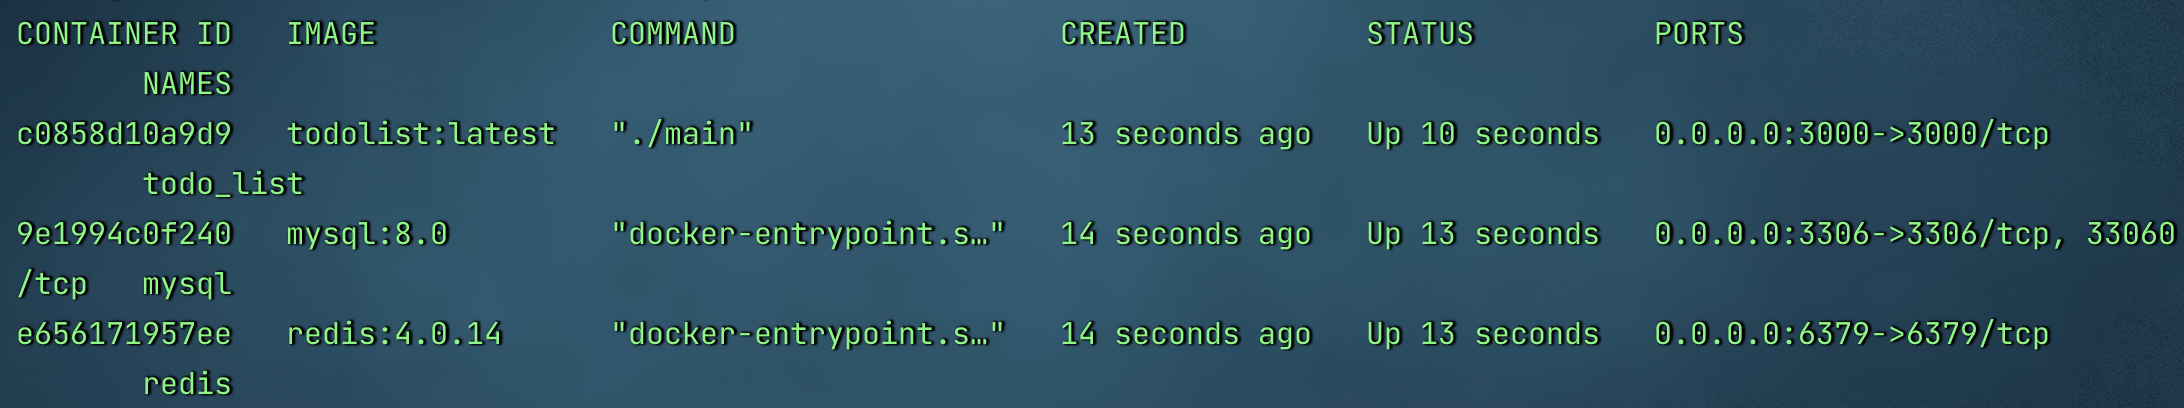 CONTAINER ID   IMAGE             COMMAND                  CREATED          STATUS          PORTS
       NAMES
c0858d10a9d9   todolist:latest   "./main"                 13 seconds ago   Up 10 seconds   0.0.0.0:3000->3000/tcp
       todo_list
9e1994c0f240   mysql:8.0         "docker-entrypoint.s…"   14 seconds ago   Up 13 seconds   0.0.0.0:3306->3306/tcp, 33060
/tcp   mysql
e656171957ee   redis:4.0.14      "docker-entrypoint.s…"   14 seconds ago   Up 13 seconds   0.0.0.0:6379->6379/tcp
       redis